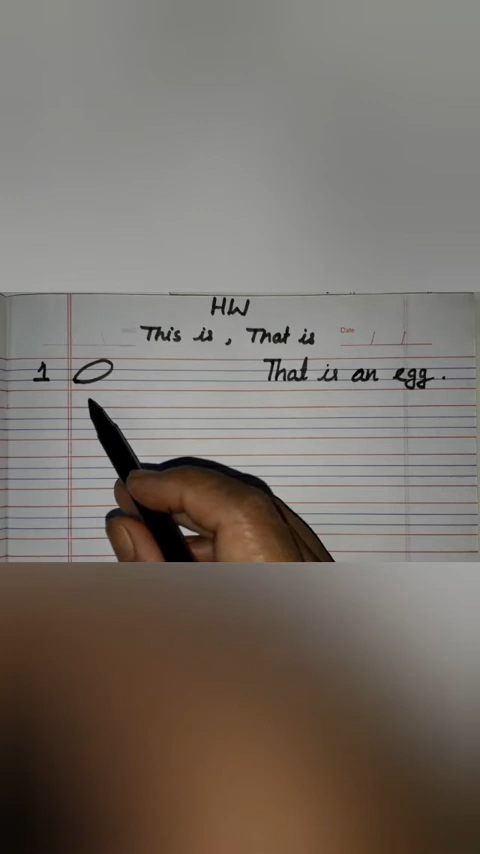 HW
This is, That is
Date / /
1 That is an egg.